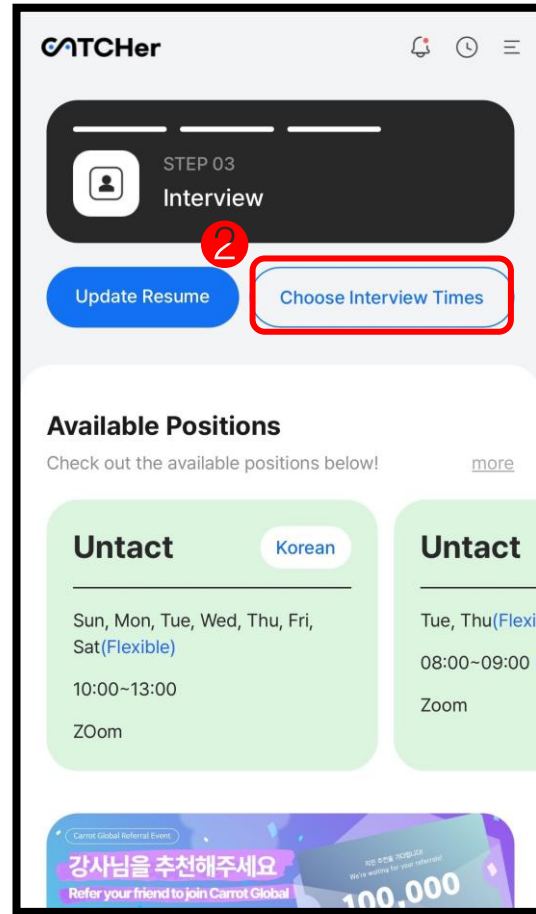 CATCHer
STEP 03
Interview
2
Update Resume
Choose Interview Times
Available Positions
Check out the available positions below!
more
Untact
Korean
Sun, Mon, Tue, Wed, Thu, Fri,
Sat(Flexible)
10:00~13:00
ZOom
Untact
Tue, Thu(Flexi
08:00~09:00
Zoom
Carrot Global Referral Event
강사님을 추천해주세요
Refer your friend to join Carrot Global
We're waiting for your referrals!
100,000